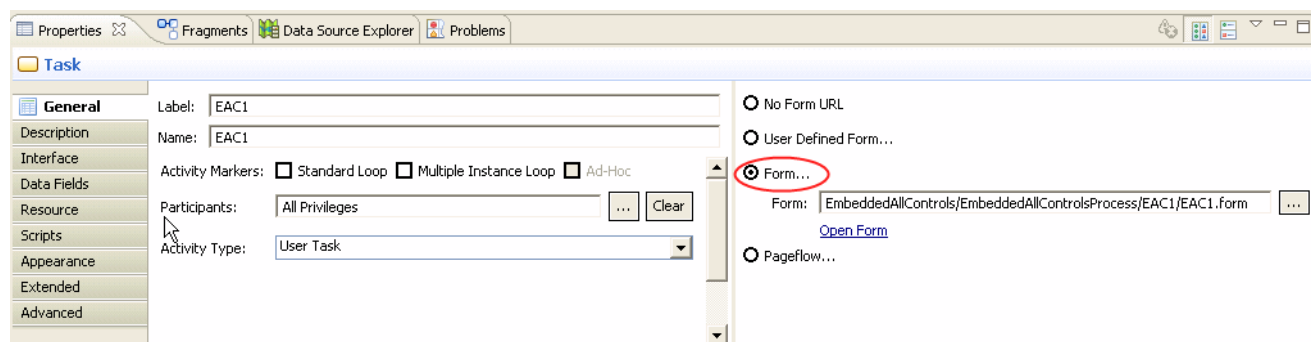 Properties Fragments Data Source Explorer Problems
Task
General
Description
Interface
Data Fields
Resource
Scripts
Appearance
Extended
Advanced
Label: EAC1
Name: EAC1
Activity Markers: Standard Loop Multiple Instance Loop Ad-Hoc
Participants: All Privileges ... Clear
Activity Type: User Task
No Form URL
User Defined Form...
Form...
Form: EmbeddedAllControls/EmbeddedAllControlsProcess/EAC1/EAC1.form ...
Open Form
Pageflow...